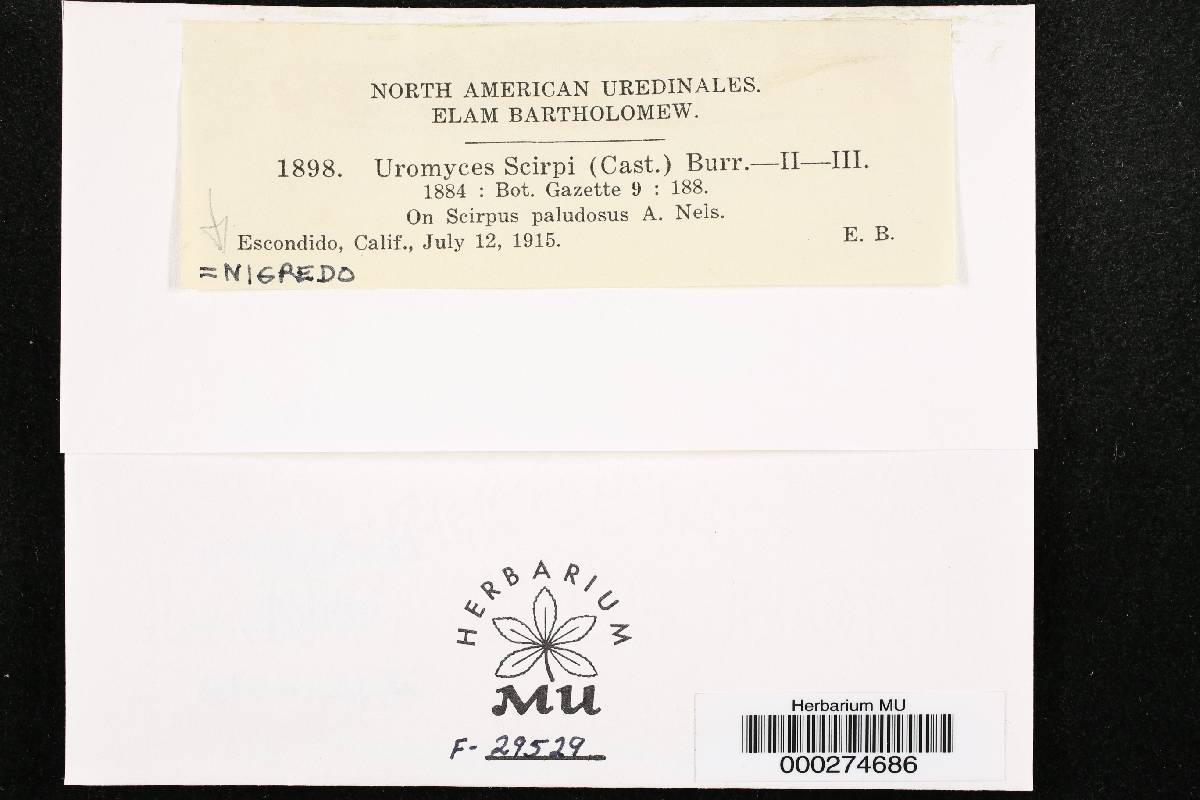 NORTH AMERICAN UREDINALES.
ELAM BARTHOLOMEW.
1898. Uromyces Scirpi (Cast.) Burr.—II—III.
1884 : Bot. Gazette 9 : 188.
On Scirpus paludosus A. Nels.
Escondido, Calif., July 12, 1915. E. B.
=NIGREDO
HERBARIUM
MU
F- 29529
Herbarium MU
000274686